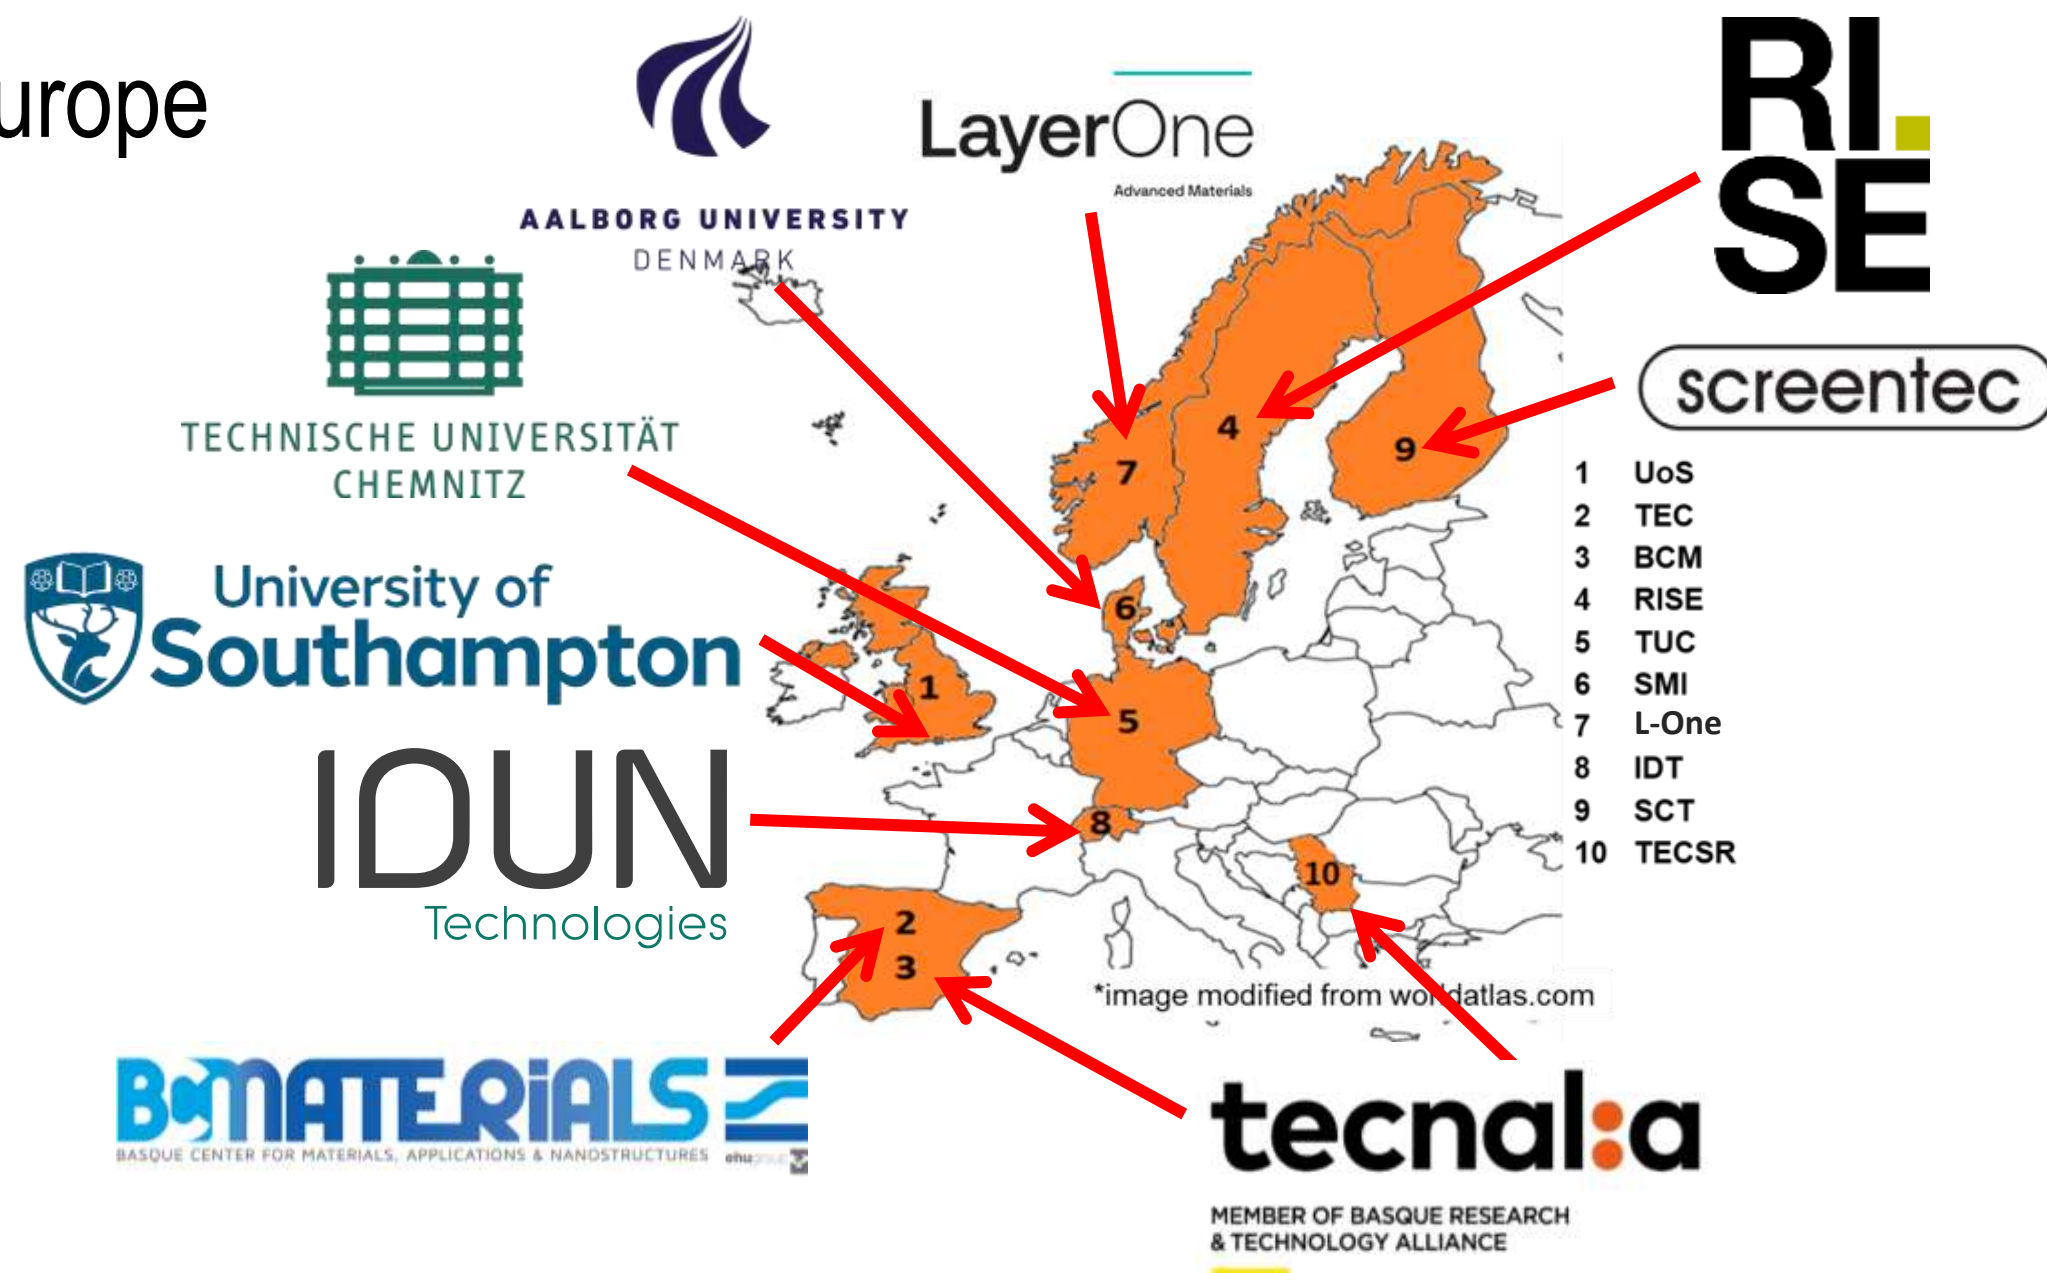 urope
AALBORG UNIVERSITY
DENMARK
LayerOne
Advanced Materials
RI.
SE
TECHNISCHE UNIVERSITÄT
CHEMNITZ
screentec
University of
Southampton
IDUN
Technologies
1 UoS
2 TEC
3 BCM
4 RISE
5 TUC
6 SMI
7 L-One
8 IDT
9 SCT
10 TECSR
4
9
7
6
1
5
8
10
2
3
*image modified from worldatlas.com
BCMATERIALS
BASQUE CENTER FOR MATERIALS, APPLICATIONS & NANOSTRUCTURES
ehugroup
tecnal:a
MEMBER OF BASQUE RESEARCH
& TECHNOLOGY ALLIANCE